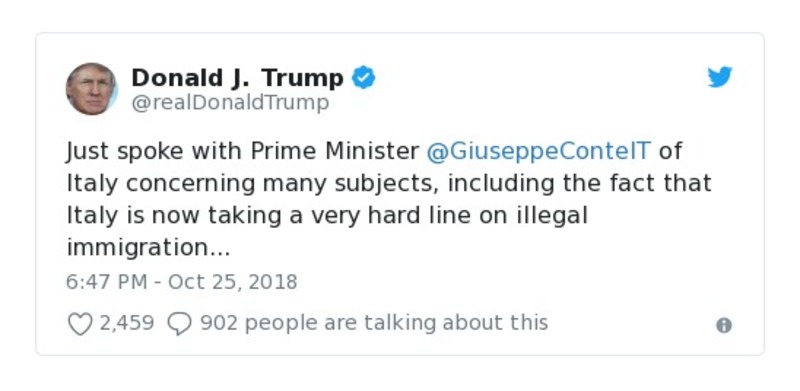 Donald J. Trump
@realDonaldTrump
Just spoke with Prime Minister @GiuseppeConteIT of
Italy concerning many subjects, including the fact that
Italy is now taking a very hard line on illegal
immigration...
6:47 PM - Oct 25, 2018
2,459 902 people are talking about this